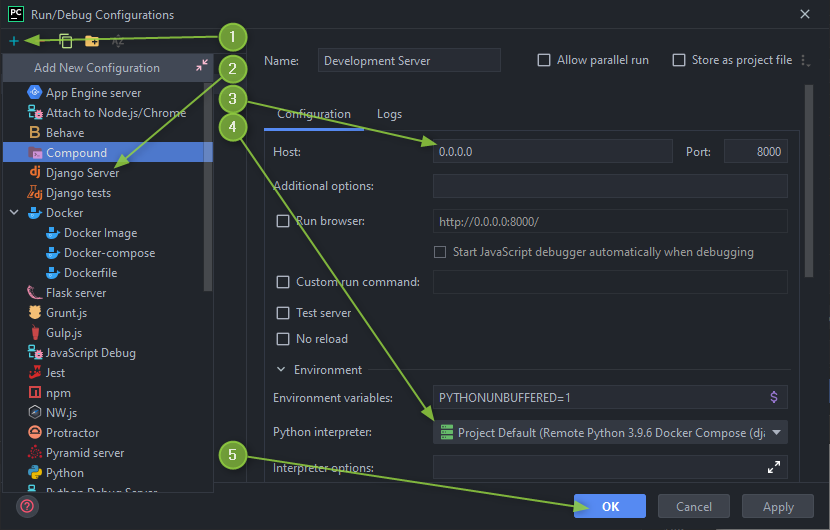 PC Run/Debug Configurations
1
Add New Configuration
2
Name: Development Server
Allow parallel run
Store as project file
3
4
Configuration Logs
App Engine server
Attach to Node.js/Chrome
Behave
Compound
Django Server
Django tests
Docker
Docker Image
Docker-compose
Dockerfile
Flask server
Grunt.js
Gulp.js
JavaScript Debug
Jest
npm
NW.js
Protractor
Pyramid server
Python
Python Debug Server
Host: 0.0.0.0 Port: 8000
Additional options:
Run browser: http://0.0.0.0:8000/
Start JavaScript debugger automatically when debugging
Custom run command:
Test server
No reload
Environment
Environment variables: PYTHONUNBUFFERED=1
Python interpreter: Project Default (Remote Python 3.9.6 Docker Compose (dja
Interpreter options:
5
?
OK Cancel Apply